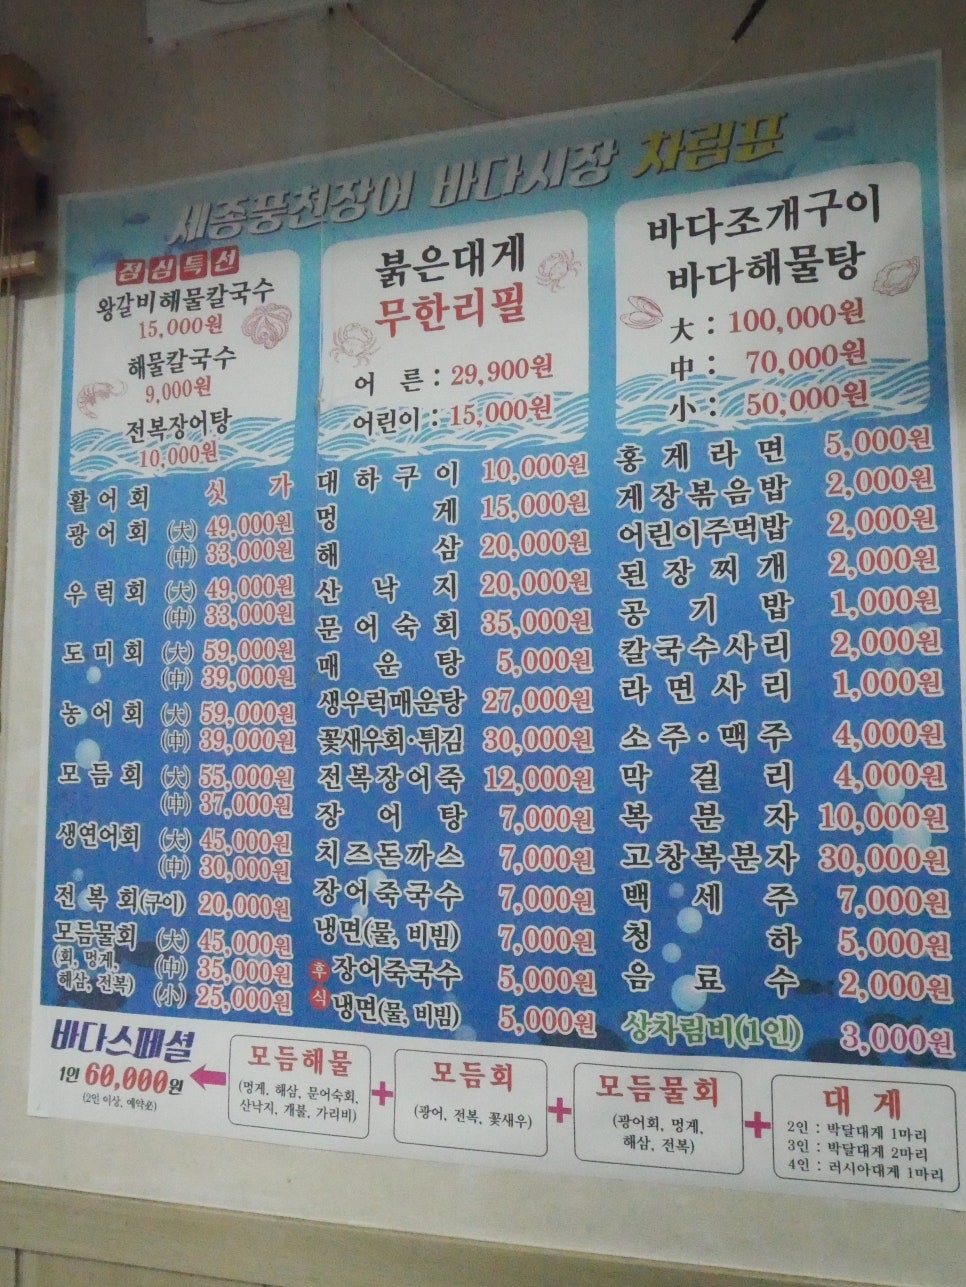 세종풍천장어 바다시장 차림표
점심특선
왕갈비해물칼국수
15,000원
해물칼국수
9,000원
전복장어탕
10,000원
활어회 싯가
광어회 (大) 49,000원
(中) 33,000원
우럭회 (大) 49,000원
(中) 33,000원
도미회 (大) 59,000원
(中) 39,000원
농어회 (大) 59,000원
(中) 39,000원
모듬회 (大) 55,000원
(中) 37,000원
생연어회 (大) 45,000원
(中) 30,000원
전복회(구이) 20,000원
모듬물회 (大) 45,000원
(회, 멍게, (中) 35,000원
해삼, 전복) (小) 25,000원
붉은대게
무한리필
어른 : 29,900원
어린이 : 15,000원
대하구이 10,000원
멍게 15,000원
해삼 20,000원
산낙지 20,000원
문어숙회 35,000원
매운탕 5,000원
생우럭매운탕 27,000원
꽃새우회·튀김 30,000원
전복장어죽 12,000원
장어탕 7,000원
치즈돈까스 7,000원
장어죽국수 7,000원
냉면(물, 비빔) 7,000원
후식 장어죽국수 5,000원
냉면(물, 비빔) 5,000원
바다조개구이
바다해물탕
大 : 100,000원
中 : 70,000원
小 : 50,000원
홍게라면 5,000원
게장볶음밥 2,000원
어린이주먹밥 2,000원
된장찌개 2,000원
공기밥 1,000원
칼국수사리 2,000원
라면사리 1,000원
소주·맥주 4,000원
막걸리 4,000원
복분자 10,000원
고창복분자 30,000원
백세주 7,000원
청하 5,000원
음료수 2,000원
상차림비(1인) 3,000원
바다스페셜
1인 60,000원
(2인 이상, 예약必)
모듬해물
(멍게, 해삼, 문어숙회,
산낙지, 개불, 가리비)
+
모듬회
(광어, 전복, 꽃새우)
+
모듬물회
(광어회, 멍게,
해삼, 전복)
+
대게
2인 : 박달대게 1마리
3인 : 박달대게 2마리
4인 : 러시아대게 1마리